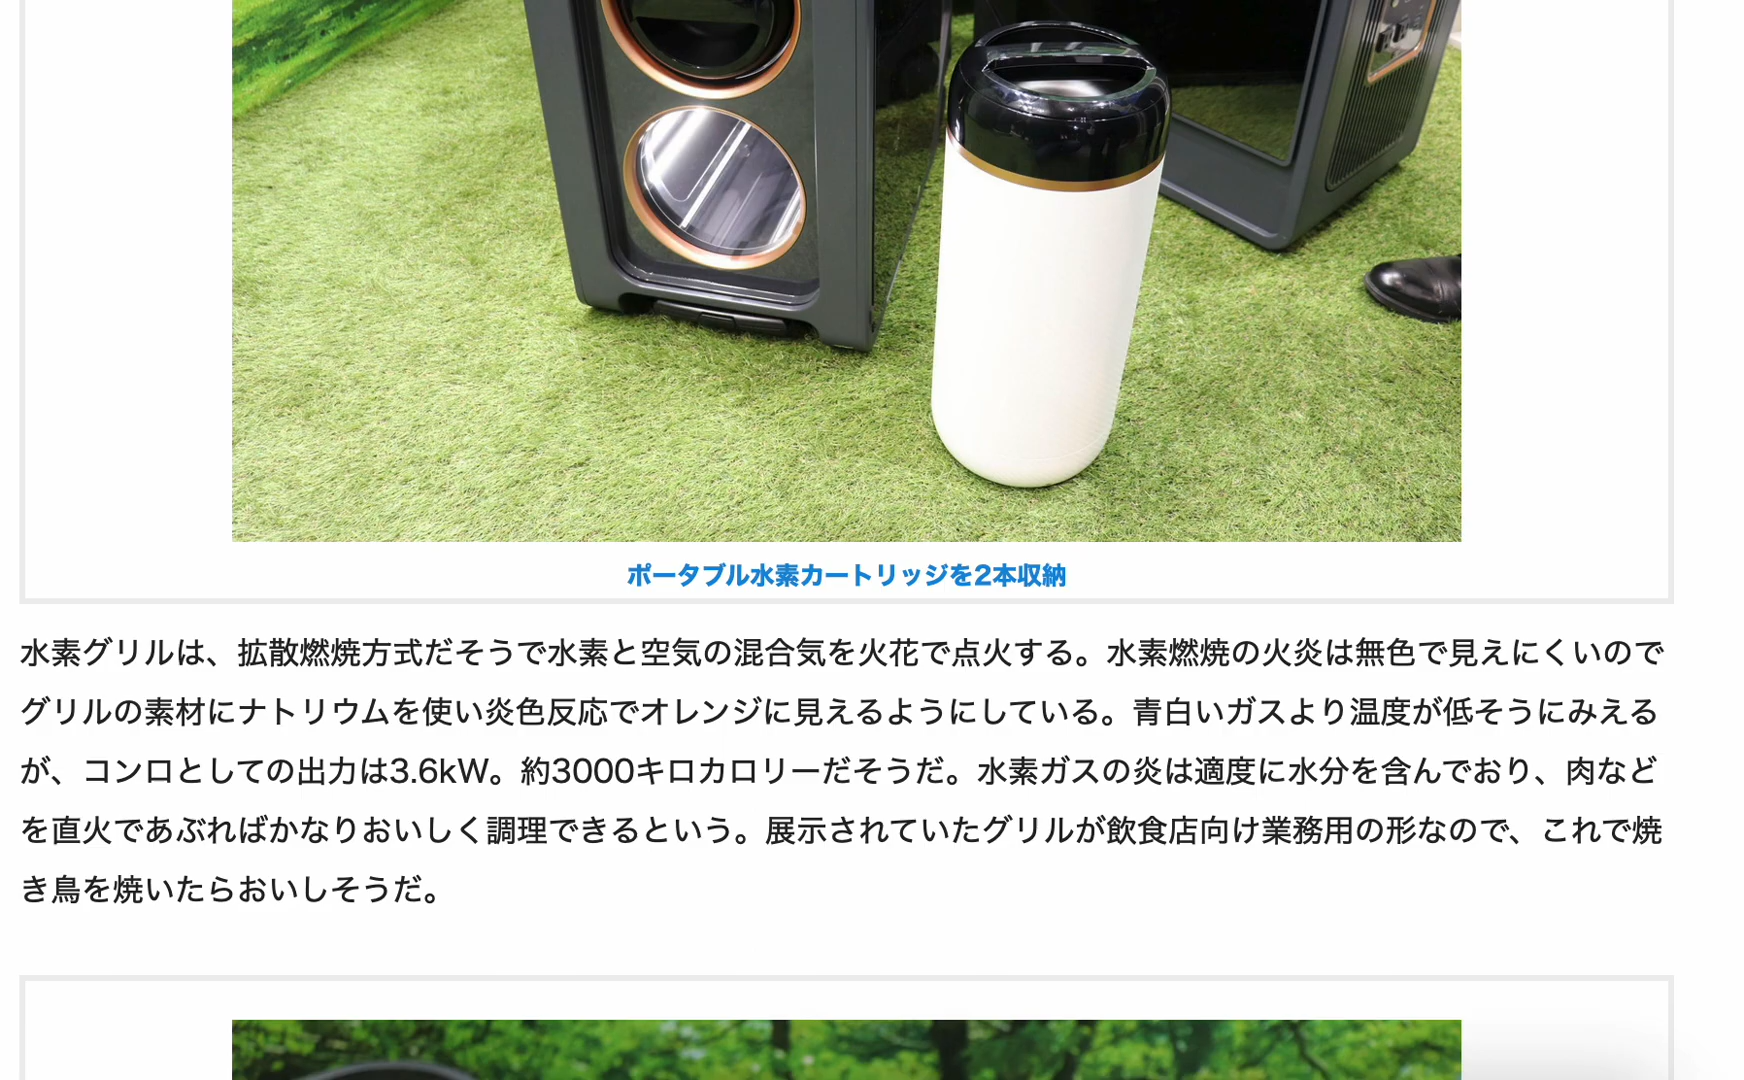 ポータブル水素カートリッジを2本収納
水素グリルは、拡散燃焼方式だそうで水素と空気の混合気を火花で点火する。水素燃焼の火炎は無色で見えにくいので
グリルの素材にナトリウムを使い炎色反応でオレンジに見えるようにしている。青白いガスより温度が低そうにみえる
が、コンロとしての出力は3.6kW。約3000キロカロリーだそうだ。水素ガスの炎は適度に水分を含んでおり、肉など
を直火であぶればかなりおいしく調理できるという。展示されていたグリルが飲食店向け業務用の形なので、これで焼
き鳥を焼いたらおいしそうだ。